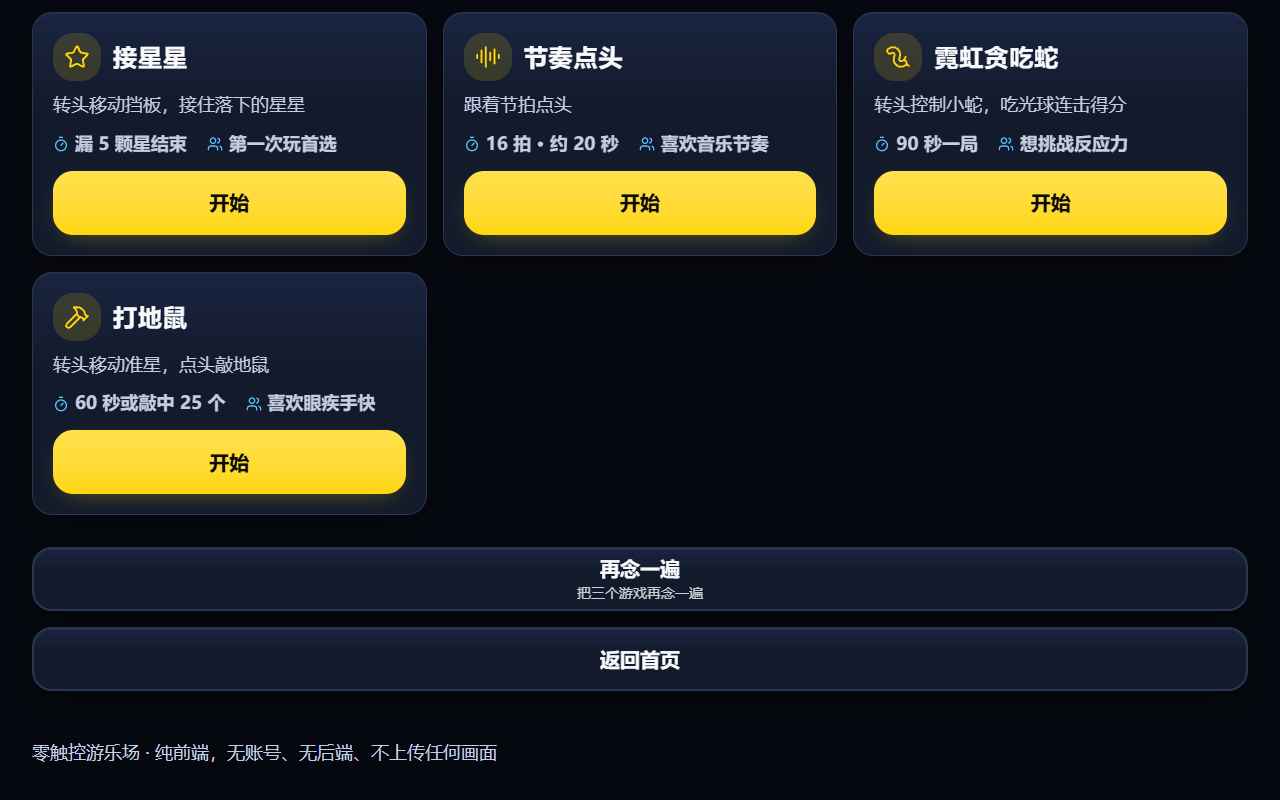 接星星
转头移动挡板，接住落下的星星
漏 5 颗星结束 第一次玩首选
开始
节奏点头
跟着节拍点头
16 拍 · 约 20 秒 喜欢音乐节奏
开始
霓虹贪吃蛇
转头控制小蛇，吃光球连击得分
90 秒一局 想挑战反应力
开始
打地鼠
转头移动准星，点头敲地鼠
60 秒或敲中 25 个 喜欢眼疾手快
开始
再念一遍
把三个游戏再念一遍
返回首页
零触控游乐场 · 纯前端，无账号、无后端、不上传任何画面